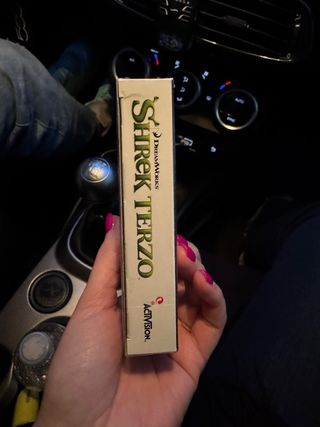 DREAMWORKS
SHREK TERZO
ACTIVISION.